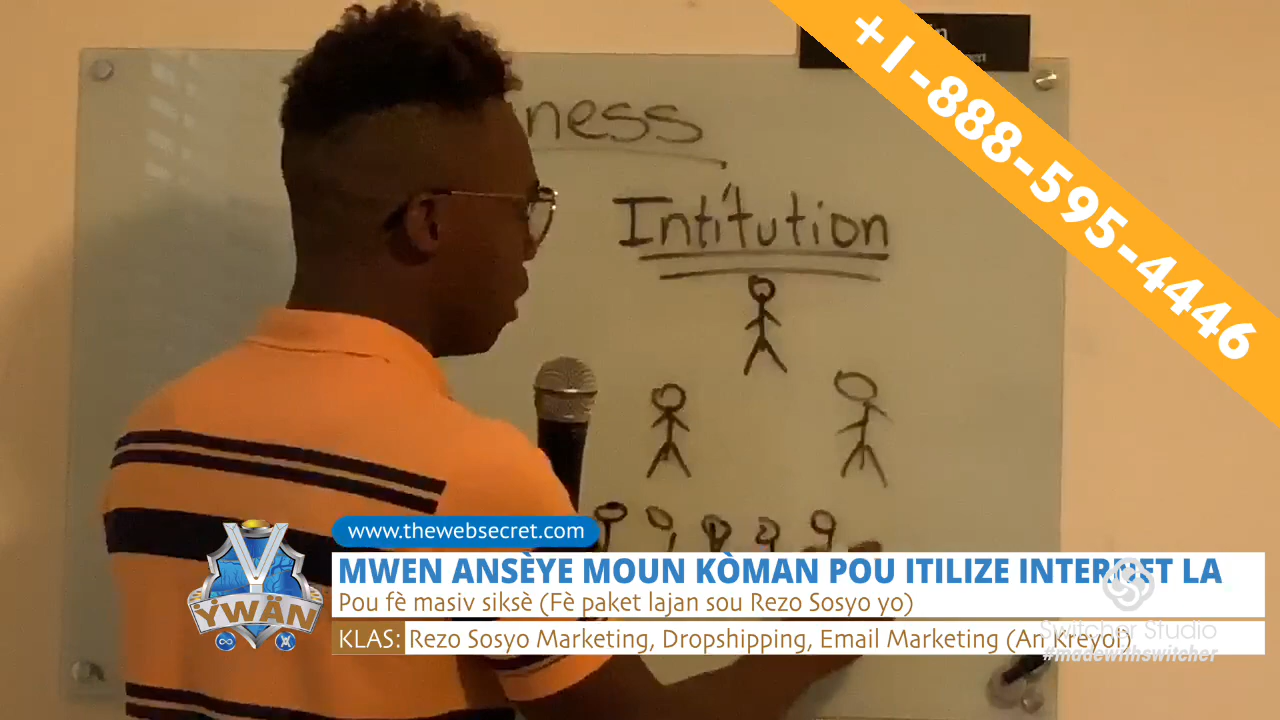 +1-888-595-4446
ness
Intitution
www.thewebsecret.com
MWEN ANSÈYE MOUN KÒMAN POU ITILIZE INTERNET LA
Pou fè masiv siksè (Fè paket lajan sou Rezo Sosyo yo)
YWÄN
KLAS: Rezo Sosyo Marketing, Dropshipping, Email Marketing (An Kreyol)
Switcher Studio
#madewithswitcher